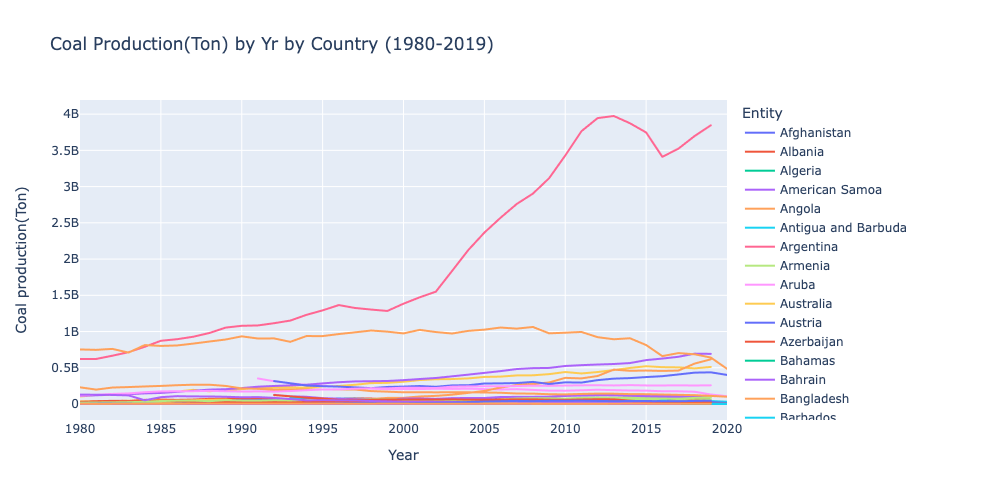 Coal Production(Ton) by Yr by Country (1980-2019)
Entity
4B
3.5B
3B
2.5B
2B
1.5B
1B
0.5B
0
Coal production(Ton)
1980
1985
1990
1995
2000
2005
2010
2015
2020
Year
Afghanistan
Albania
Algeria
American Samoa
Angola
Antigua and Barbuda
Argentina
Armenia
Aruba
Australia
Austria
Azerbaijan
Bahamas
Bahrain
Bangladesh
Barbados